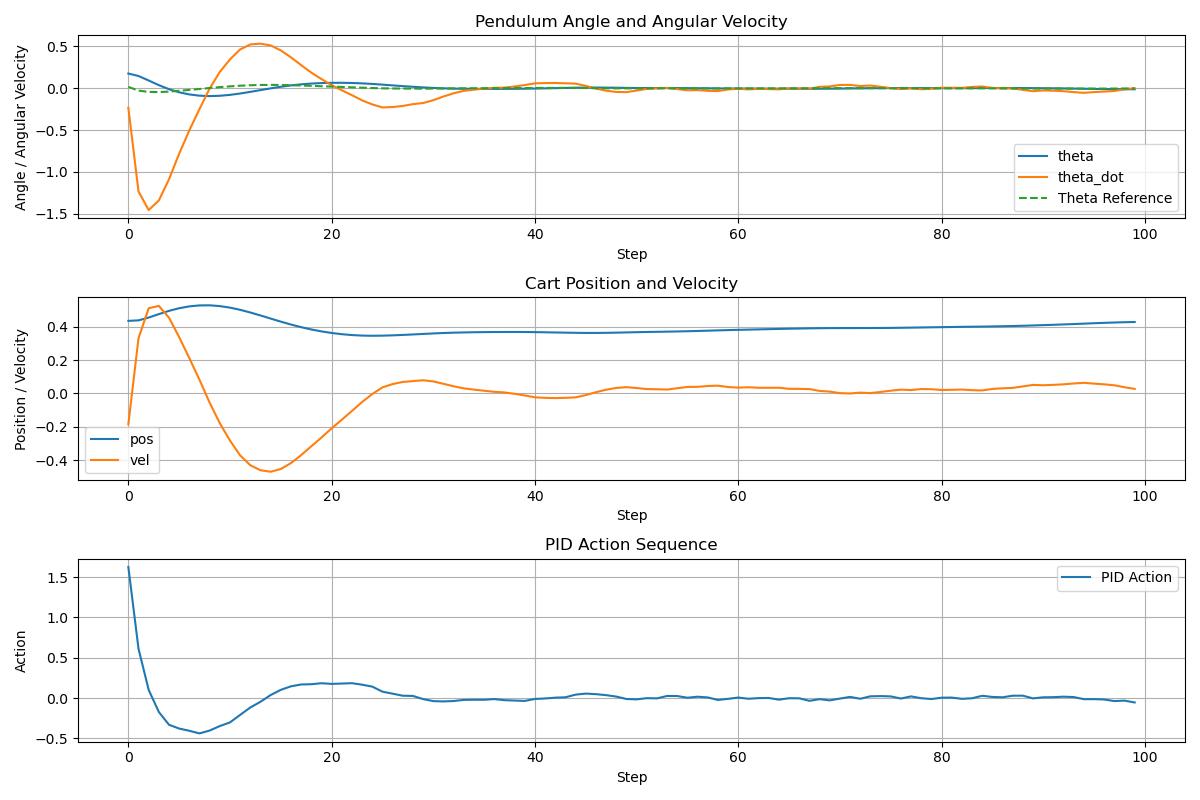 Pendulum Angle and Angular Velocity
Angle / Angular Velocity
0.5
0.0
−0.5
−1.0
−1.5
theta
theta_dot
Theta Reference
0 20 40 60 80 100
Step
Cart Position and Velocity
Position / Velocity
0.4
0.2
0.0
−0.2
−0.4
pos
vel
0 20 40 60 80 100
Step
PID Action Sequence
Action
1.5
1.0
0.5
0.0
−0.5
PID Action
0 20 40 60 80 100
Step